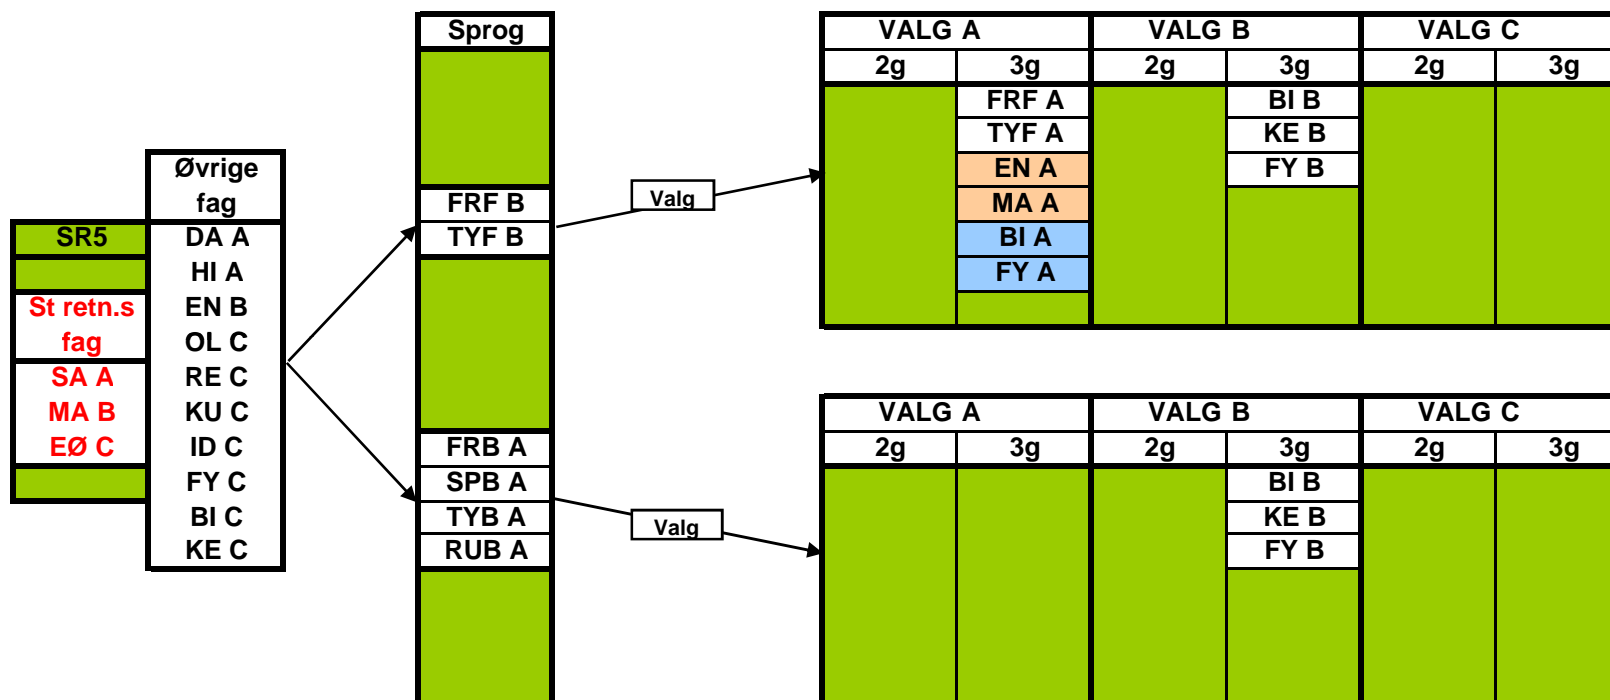 Øvrige
fag
SR5
DA A
HI A
St retn.s
EN B
fag
OL C
SA A
RE C
MA B
KU C
EØ C
ID C
FY C
BI C
KE C
Sprog
FRF B
TYF B
FRB A
SPB A
TYB A
RUB A
Valg
Valg
VALG A VALG B VALG C
2g 3g 2g 3g 2g 3g
FRF A BI B
TYF A KE B
EN A FY B
MA A
BI A
FY A
VALG A VALG B VALG C
2g 3g 2g 3g 2g 3g
BI B
KE B
FY B